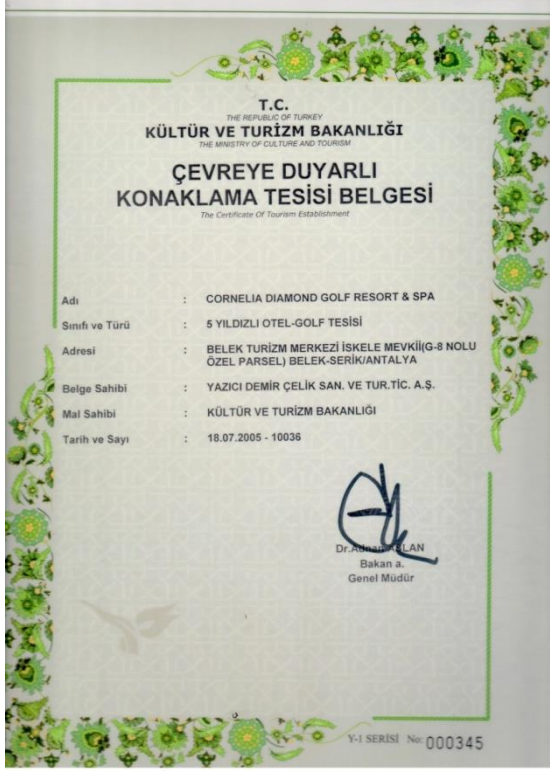 T.C.
THE REPUBLIC OF TURKEY
KÜLTÜR VE TURİZM BAKANLIĞI
THE MINISTRY OF CULTURE AND TOURISM
ÇEVREYE DUYARLI
KONAKLAMA TESİSİ BELGESİ
The Certificate Of Tourism Establishment
Adı : CORNELIA DIAMOND GOLF RESORT & SPA
Sınıfı ve Türü : 5 YILDIZLI OTEL-GOLF TESİSİ
Adresi : BELEK TURİZM MERKEZİ İSKELE MEVKİİ(G-8 NOLU
ÖZEL PARSEL) BELEK-SERİK/ANTALYA
Belge Sahibi : YAZICI DEMİR ÇELİK SAN. VE TUR.TİC. A.Ş.
Mal Sahibi : KÜLTÜR VE TURİZM BAKANLIĞI
Tarih ve Sayı : 18.07.2005 - 10036
Dr.Adnan ASLAN
Bakan a.
Genel Müdür
Y-1 SERİSİ No: 000345